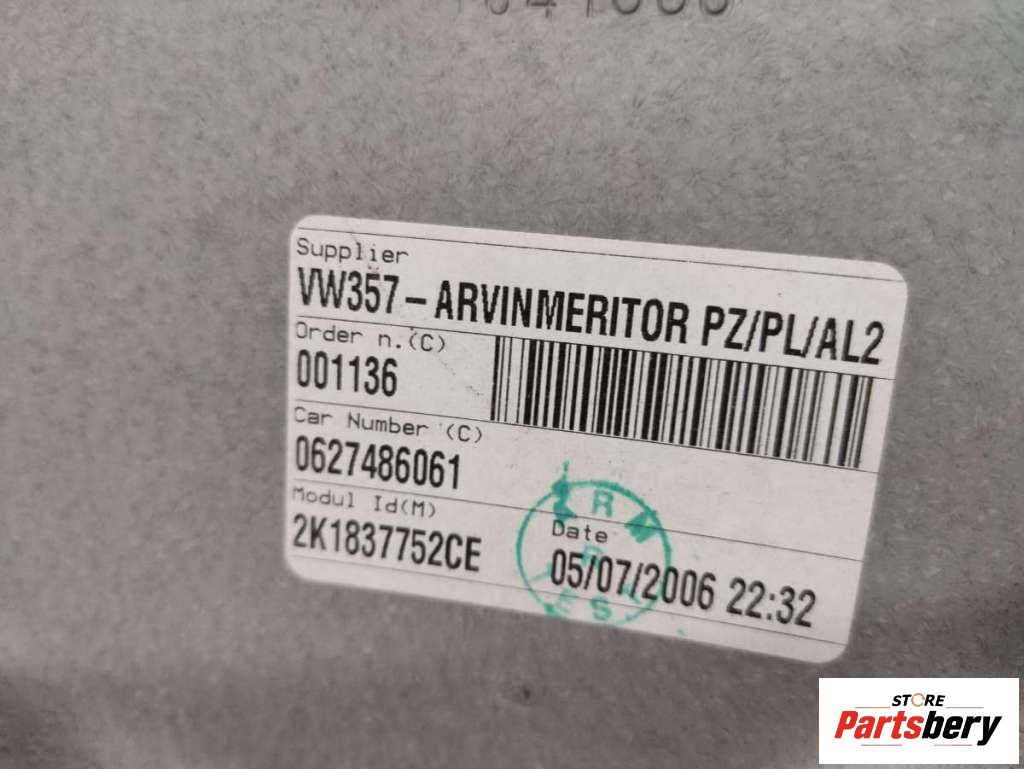 Supplier
VW357-ARVINMERITOR PZ/PL/AL2
Order n.(C)
001136
Car Number (C)
0627486061
Modul Id(M)
2K1837752CE
Date
05/07/2006 22:32
STORE
Partsbery